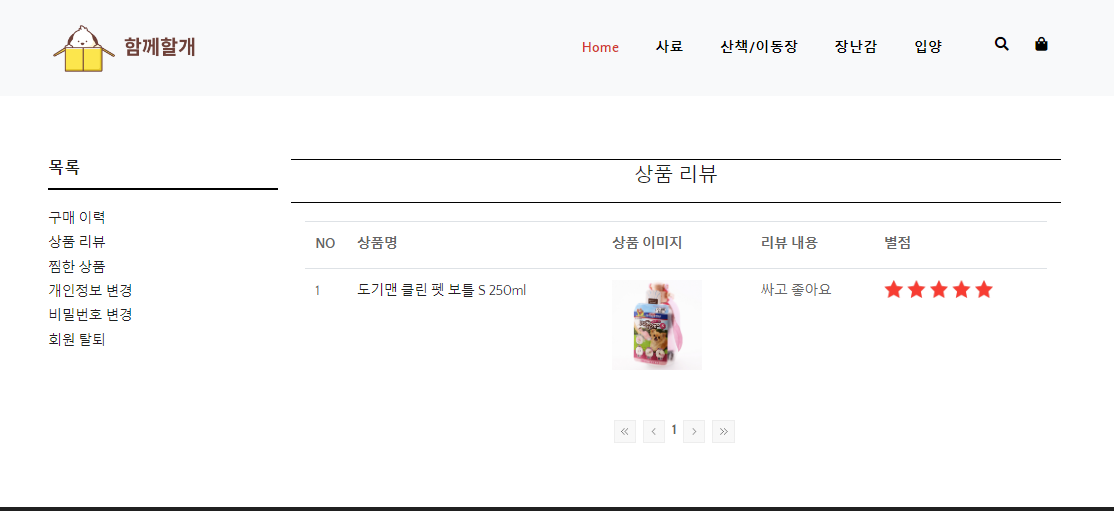 함께할개
Home 사료 산책/이동장 장난감 입양
목록
구매 이력
상품 리뷰
찜한 상품
개인정보 변경
비밀번호 변경
회원 탈퇴
상품 리뷰
NO 상품명 상품 이미지 리뷰 내용 별점
1 도기맨 클린 펫 보틀 S 250ml 싸고 좋아요
1